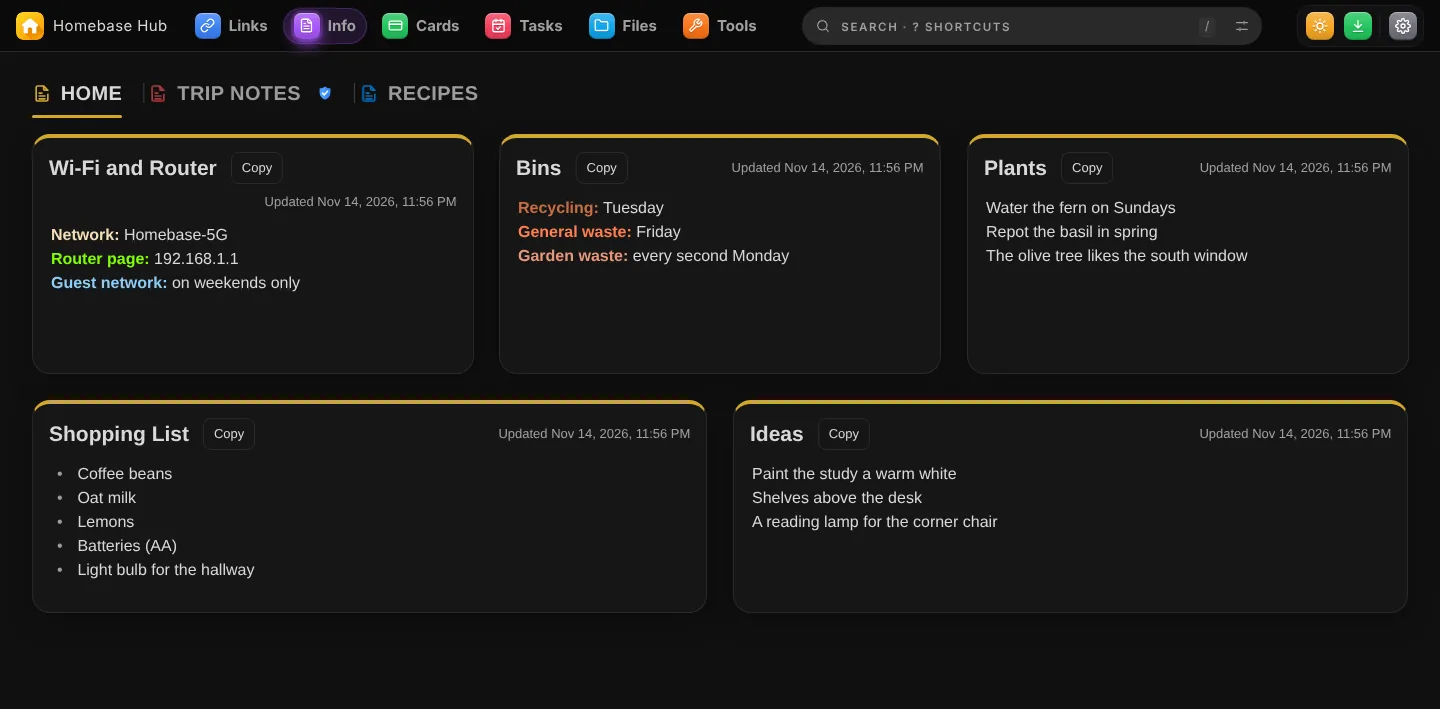 Homebase Hub Links Info Cards Tasks Files Tools SEARCH · ? SHORTCUTS /
HOME TRIP NOTES RECIPES
Wi-Fi and Router Copy
Updated Nov 14, 2026, 11:56 PM
Network: Homebase-5G
Router page: 192.168.1.1
Guest network: on weekends only
Bins Copy Updated Nov 14, 2026, 11:56 PM
Recycling: Tuesday
General waste: Friday
Garden waste: every second Monday
Plants Copy Updated Nov 14, 2026, 11:56 PM
Water the fern on Sundays
Repot the basil in spring
The olive tree likes the south window
Shopping List Copy Updated Nov 14, 2026, 11:56 PM
• Coffee beans
• Oat milk
• Lemons
• Batteries (AA)
• Light bulb for the hallway
Ideas Copy Updated Nov 14, 2026, 11:56 PM
Paint the study a warm white
Shelves above the desk
A reading lamp for the corner chair